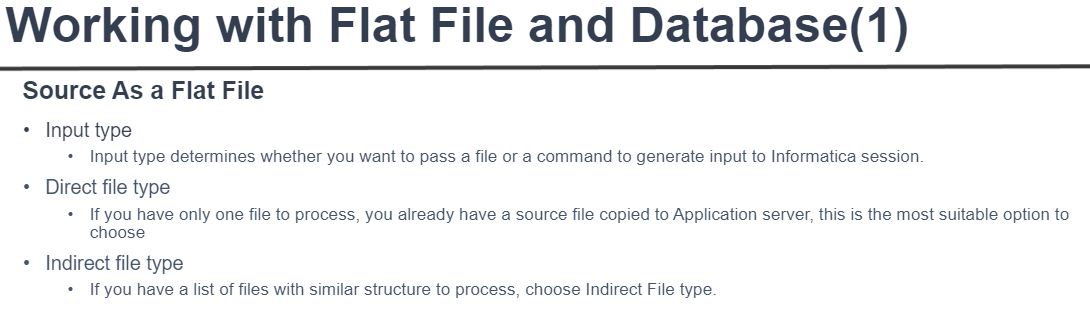 Working with Flat File and Database(1)
Source As a Flat File
• Input type
• Input type determines whether you want to pass a file or a command to generate input to Informatica session.
• Direct file type
• If you have only one file to process, you already have a source file copied to Application server, this is the most suitable option to
choose
• Indirect file type
• If you have a list of files with similar structure to process, choose Indirect File type.